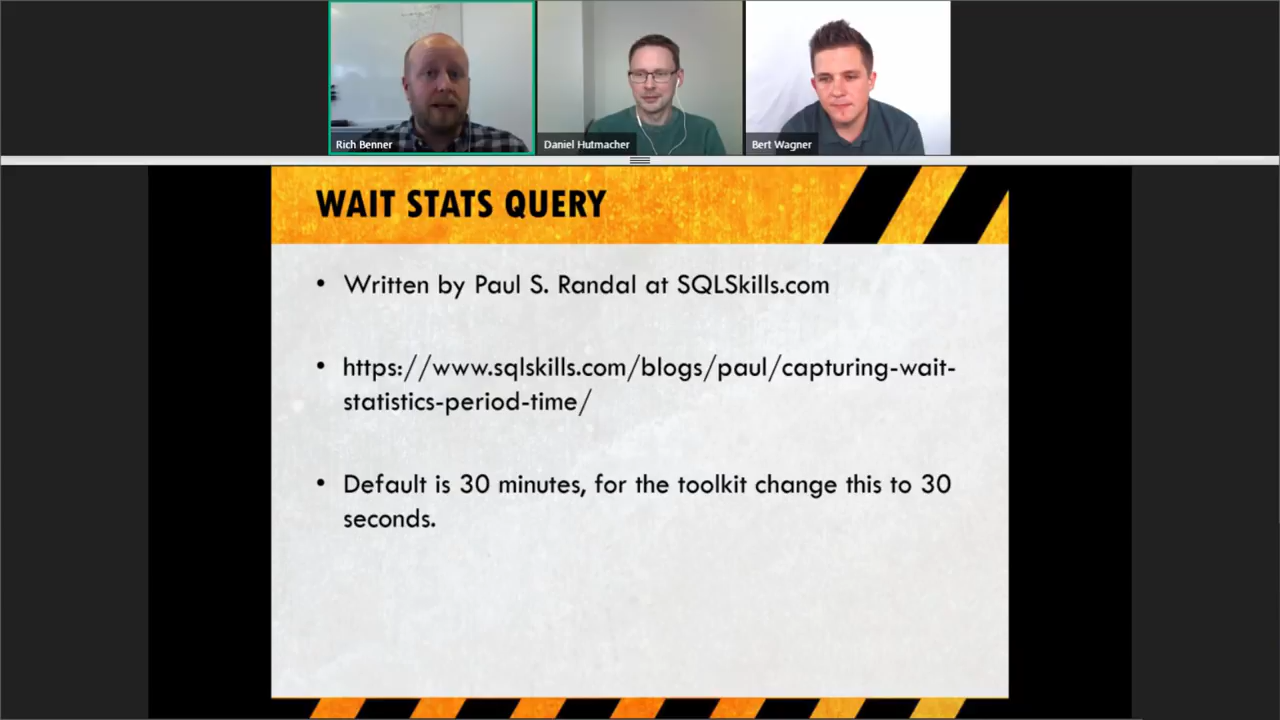 Rich Benner
Daniel Hutmacher
Bert Wagner
WAIT STATS QUERY
• Written by Paul S. Randal at SQLSkills.com
• https://www.sqlskills.com/blogs/paul/capturing-wait-
statistics-period-time/
• Default is 30 minutes, for the toolkit change this to 30
seconds.